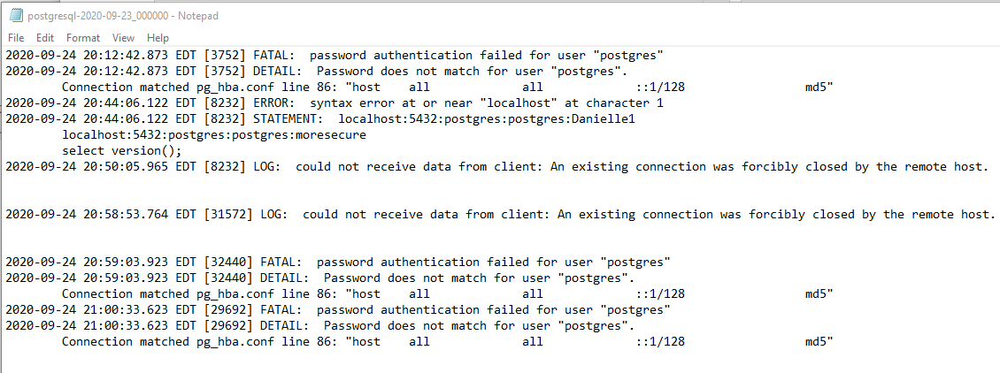 postgresql-2020-09-23_000000 - Notepad
File Edit Format View Help
2020-09-24 20:12:42.873 EDT [3752] FATAL:  password authentication failed for user "postgres"
2020-09-24 20:12:42.873 EDT [3752] DETAIL:  Password does not match for user "postgres".
	Connection matched pg_hba.conf line 86: "host    all             all             ::1/128                 md5"
2020-09-24 20:44:06.122 EDT [8232] ERROR:  syntax error at or near "localhost" at character 1
2020-09-24 20:44:06.122 EDT [8232] STATEMENT:  localhost:5432:postgres:postgres:Danielle1
	localhost:5432:postgres:postgres:moresecure
	select version();
2020-09-24 20:50:05.965 EDT [8232] LOG:  could not receive data from client: An existing connection was forcibly closed by the remote host.
2020-09-24 20:58:53.764 EDT [31572] LOG:  could not receive data from client: An existing connection was forcibly closed by the remote host.
2020-09-24 20:59:03.923 EDT [32440] FATAL:  password authentication failed for user "postgres"
2020-09-24 20:59:03.923 EDT [32440] DETAIL:  Password does not match for user "postgres".
	Connection matched pg_hba.conf line 86: "host    all             all             ::1/128                 md5"
2020-09-24 21:00:33.623 EDT [29692] FATAL:  password authentication failed for user "postgres"
2020-09-24 21:00:33.623 EDT [29692] DETAIL:  Password does not match for user "postgres".
	Connection matched pg_hba.conf line 86: "host    all             all             ::1/128                 md5"